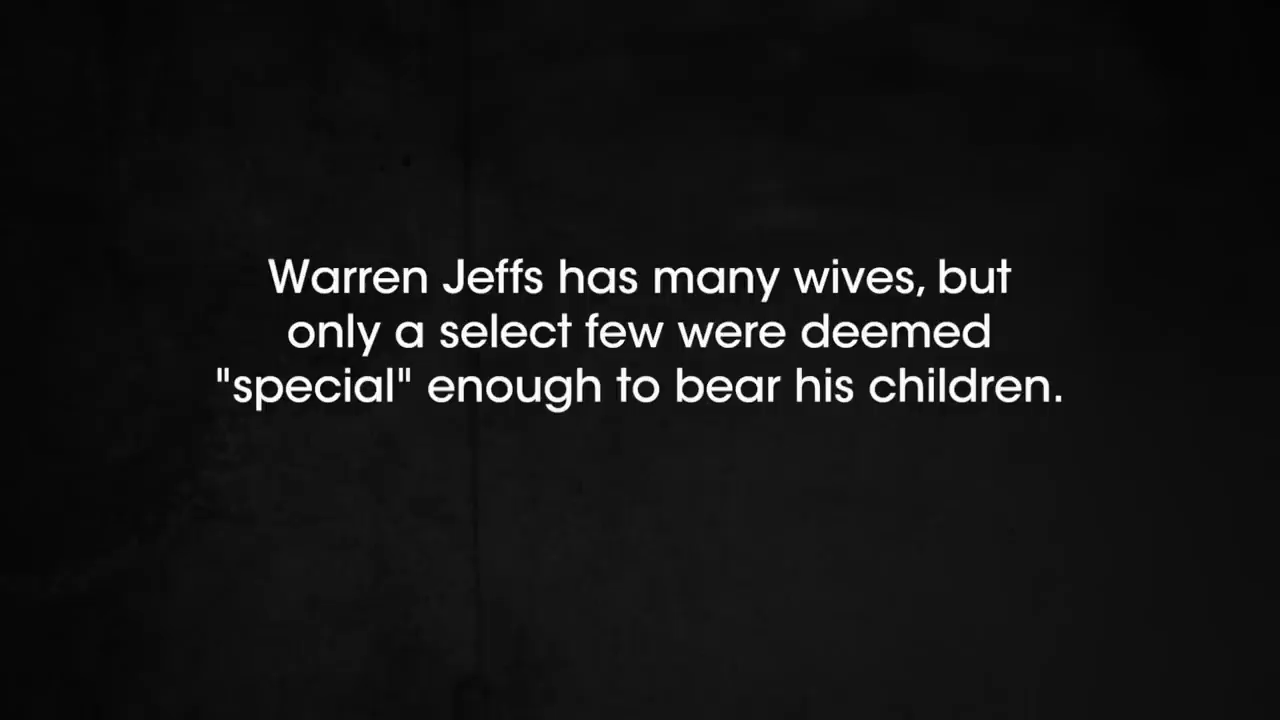 Warren Jeffs has many wives, but
only a select few were deemed
"special" enough to bear his children.